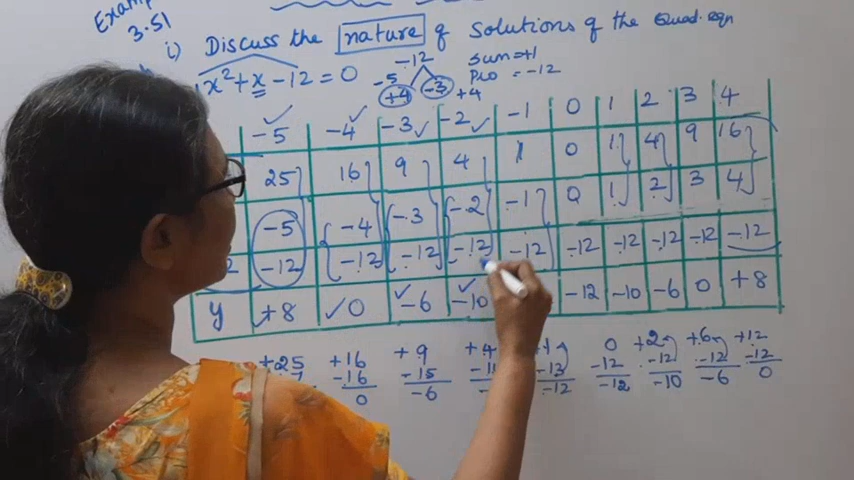 Examp
3.51
i) Discuss the nature of Solutions of the Quad. eqn
x² + x - 12 = 0
-12
-5
+4 -3 +4
Sum = +1
Pro = -12
-5 -4 -3 -2 -1 0 1 2 3 4
25 16 9 4 1 0 1 4 9 16
-5 -4 -3 -2 -1 0 1 2 3 4
-12 -12 -12 -12 -12 -12 -12 -12 -12 -12
y +8 0 -6 -10 -12 -10 -6 0 +8
+25 +16 +9 +4 +1 0 +2 +6 +12
-16 -15 -12 -12 -12 -12
0 -6 -12 -12 -10 -6 0